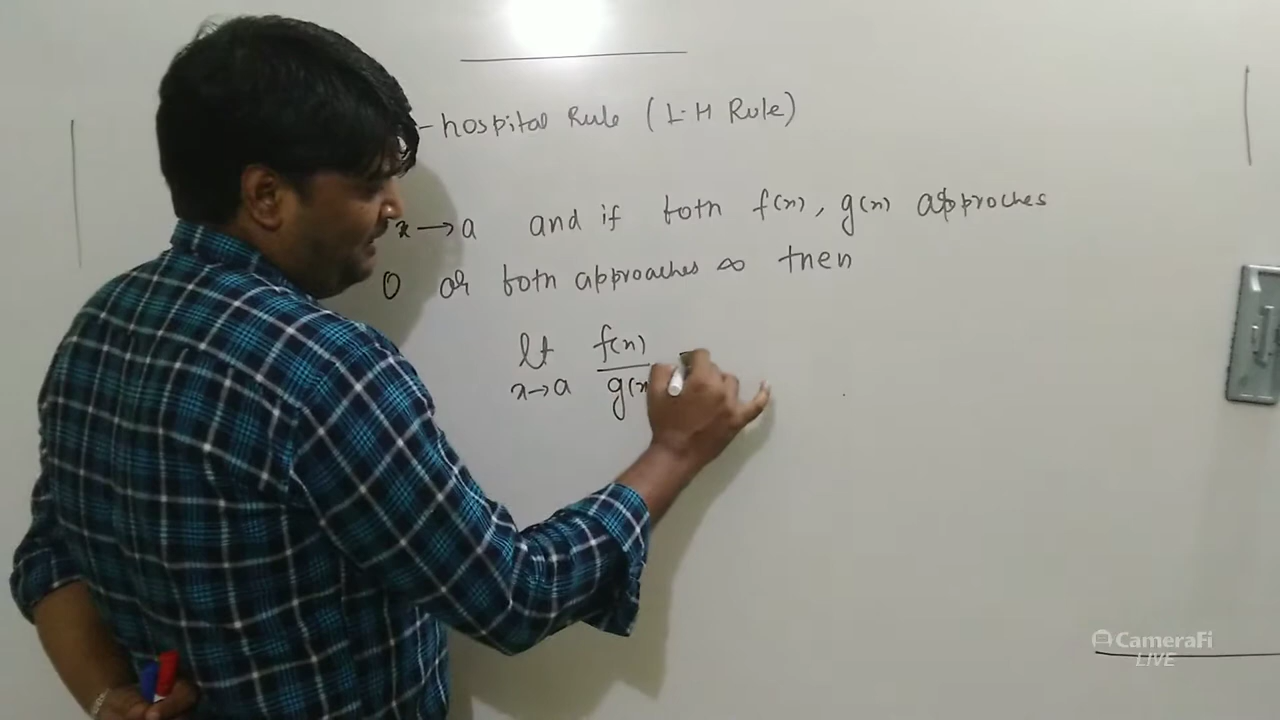 -hospital Rule (L-H Rule)
x→a and if both f(x), g(x) approches
0 or both approaches ∞ then
lt f(x)
x→a g(x
CameraFi
LIVE